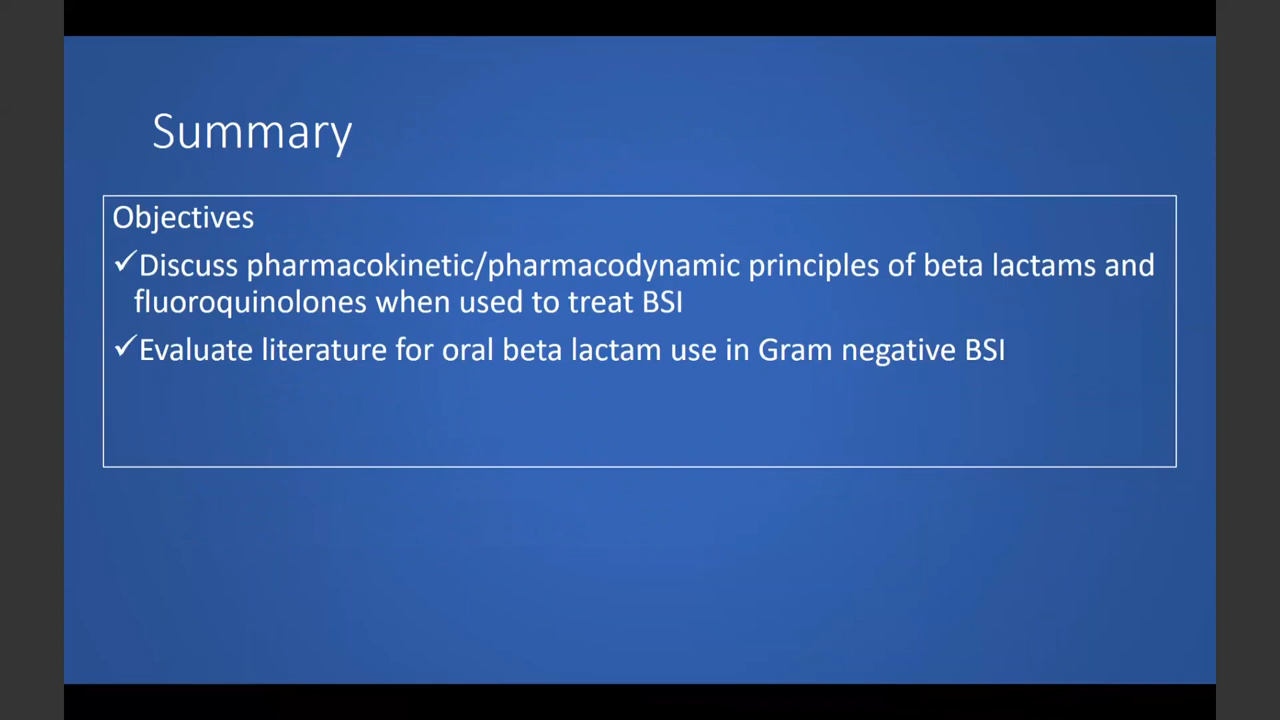 Summary
Objectives
✓Discuss pharmacokinetic/pharmacodynamic principles of beta lactams and
fluoroquinolones when used to treat BSI
✓Evaluate literature for oral beta lactam use in Gram negative BSI